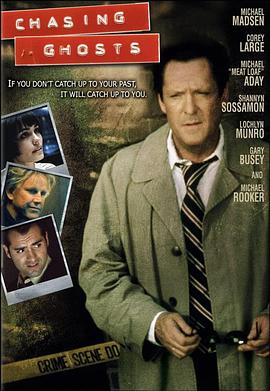 CHASING
GHOSTS
IF YOU DON'T CATCH UP TO YOUR PAST,
IT WILL CATCH UP TO YOU.
MICHAEL
MADSEN
COREY
LARGE
MICHAEL
"MEAT LOAF"
ADAY
SHANNYN
SOSSAMON
LOCHLYN
MUNRO
GARY
BUSEY
AND
MICHAEL
ROOKER
CRIME SCENE DO